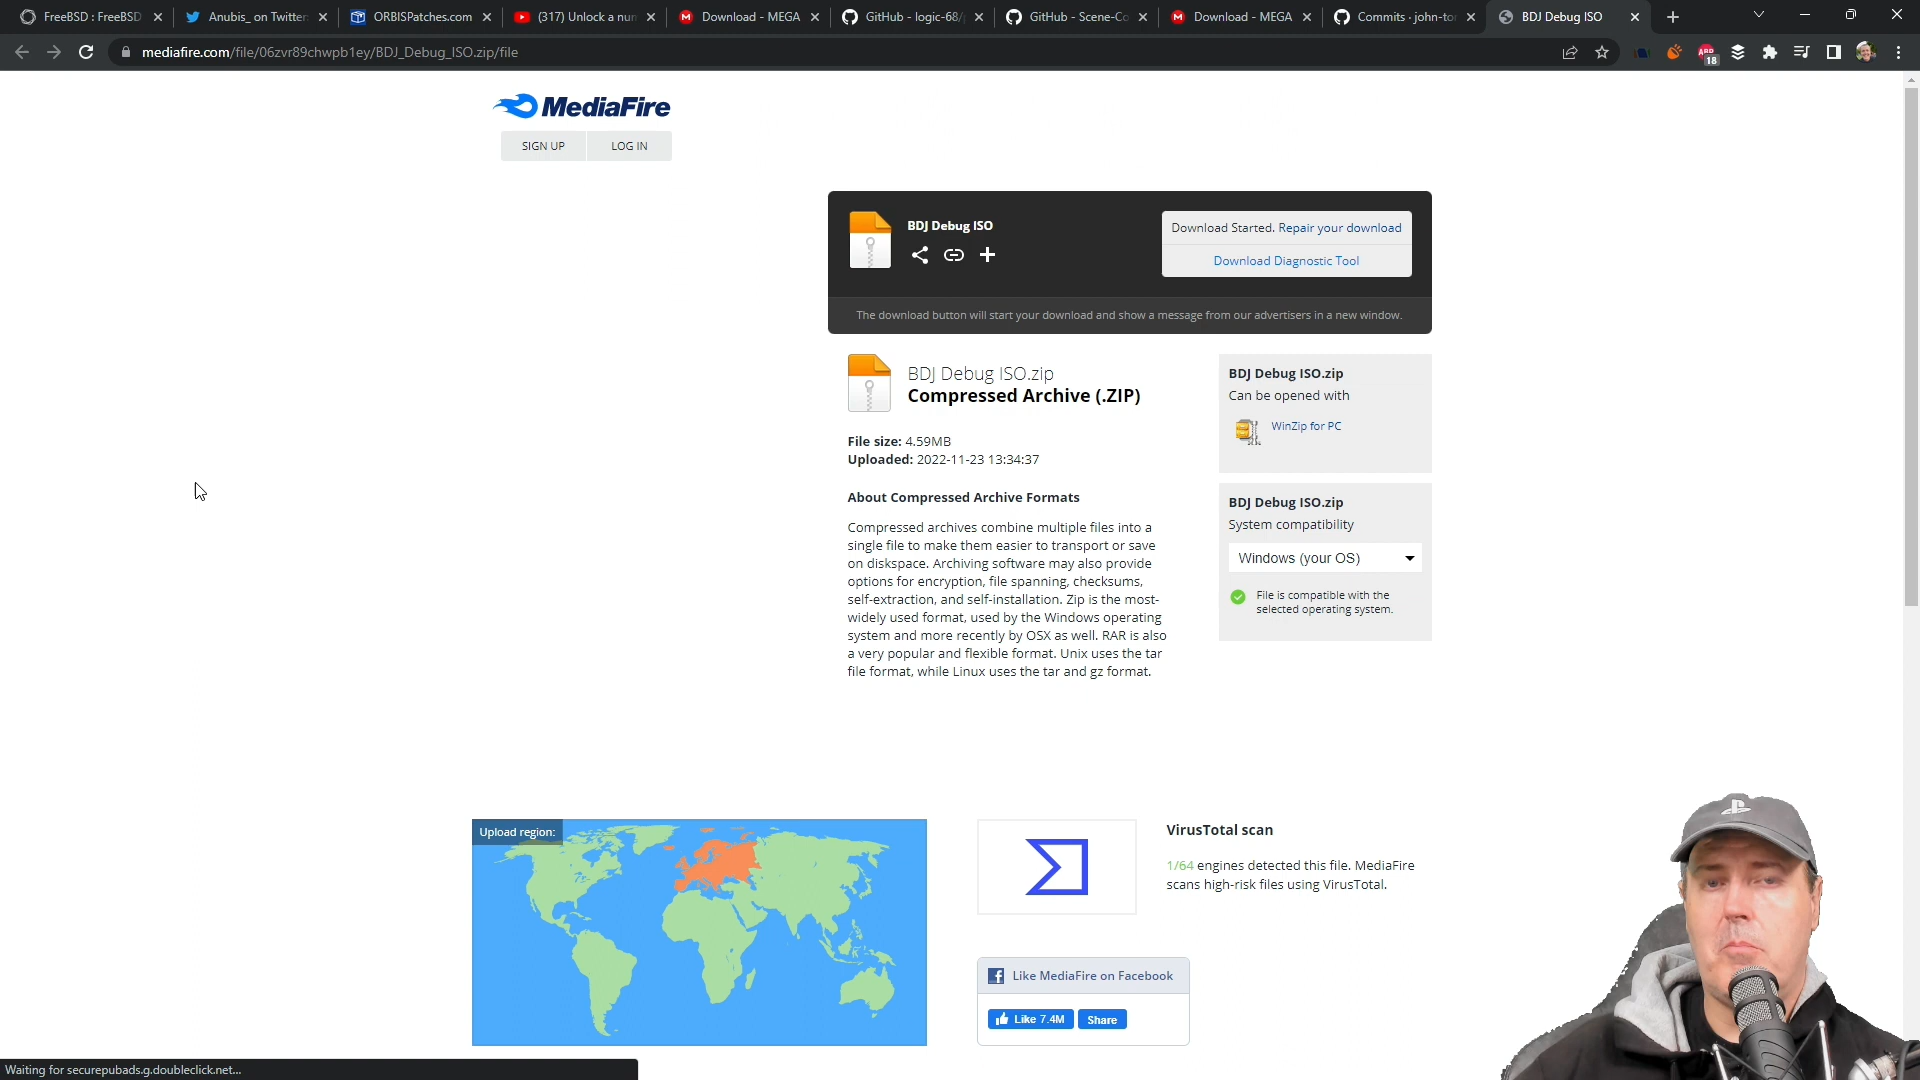 FreeBSD : FreeBSD
Anubis_ on Twitter
ORBISPatches.com
(317) Unlock a nun
Download - MEGA
GitHub - logic-68/
GitHub - Scene-Co
Download - MEGA
Commits · john-tor
BDJ Debug ISO
mediafire.com/file/06zvr89chwpb1ey/BDJ_Debug_ISO.zip/file
ABP
18
MediaFire
SIGN UP
LOG IN
BDJ Debug ISO
Download Started. Repair your download
Download Diagnostic Tool
The download button will start your download and show a message from our advertisers in a new window.
BDJ Debug ISO.zip
Compressed Archive (.ZIP)
File size: 4.59MB
Uploaded: 2022-11-23 13:34:37
About Compressed Archive Formats
Compressed archives combine multiple files into a
single file to make them easier to transport or save
on diskspace. Archiving software may also provide
options for encryption, file spanning, checksums,
self-extraction, and self-installation. Zip is the most-
widely used format, used by the Windows operating
system and more recently by OSX as well. RAR is also
a very popular and flexible format. Unix uses the tar
file format, while Linux uses the tar and gz format.
BDJ Debug ISO.zip
Can be opened with
WinZip for PC
BDJ Debug ISO.zip
System compatibility
Windows (your OS)
File is compatible with the
selected operating system.
Upload region:
VirusTotal scan
1/64 engines detected this file. MediaFire
scans high-risk files using VirusTotal.
Like MediaFire on Facebook
Like 7.4M
Share
Waiting for securepubads.g.doubleclick.net...